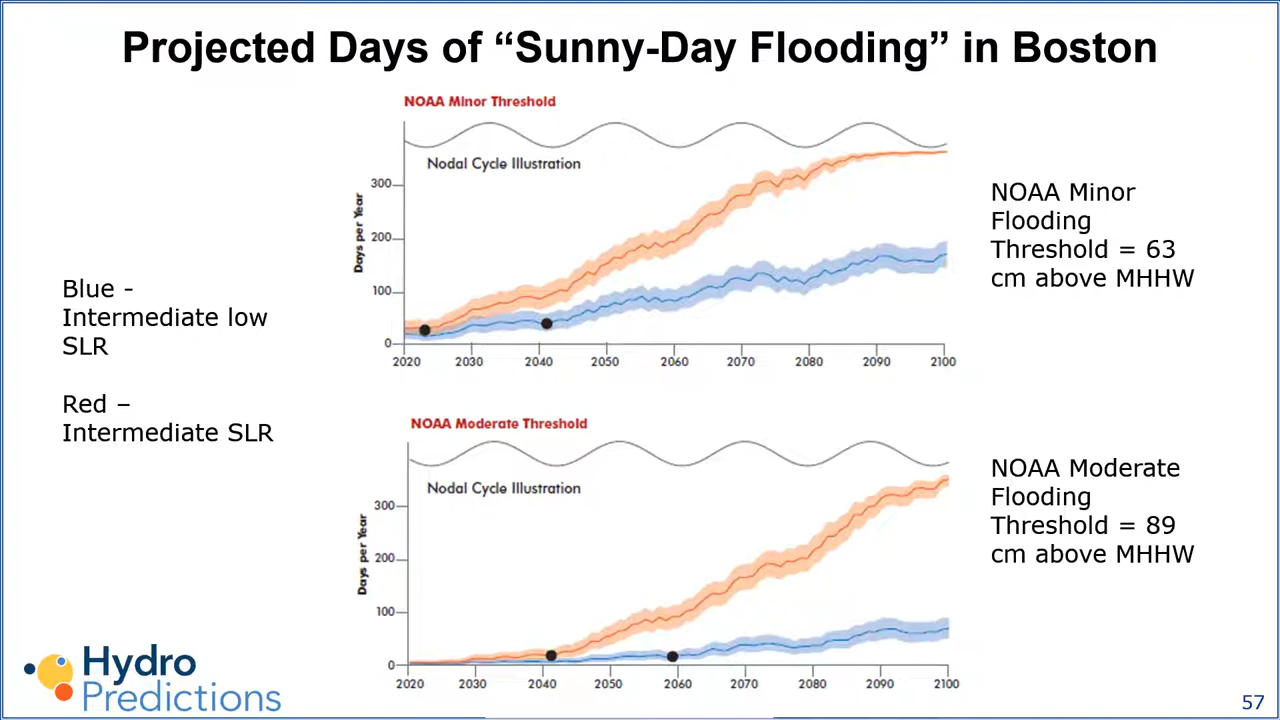 Projected Days of “Sunny-Day Flooding” in Boston
NOAA Minor Threshold
Nodal Cycle Illustration
Days per Year
300
200
100
0
2020 2030 2040 2050 2060 2070 2080 2090 2100
NOAA Minor
Flooding
Threshold = 63
cm above MHHW
Blue -
Intermediate low
SLR
Red –
Intermediate SLR
NOAA Moderate Threshold
Nodal Cycle Illustration
Days per Year
300
200
100
0
2020 2030 2040 2050 2060 2070 2080 2090 2100
NOAA Moderate
Flooding
Threshold = 89
cm above MHHW
Hydro
Predictions
57